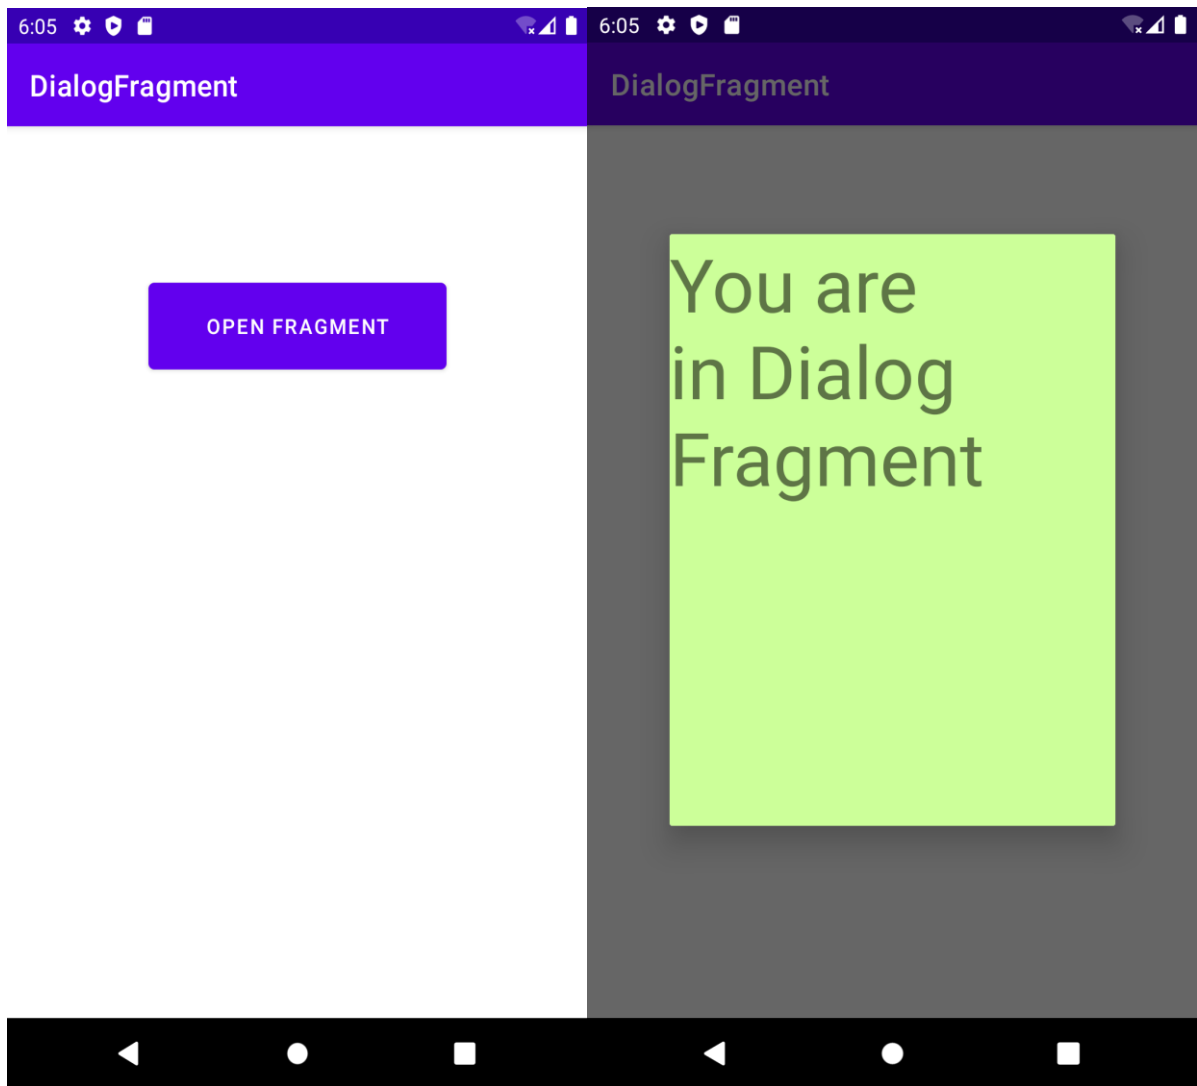 6:05
DialogFragment
OPEN FRAGMENT
6:05
DialogFragment
You are
in Dialog
Fragment